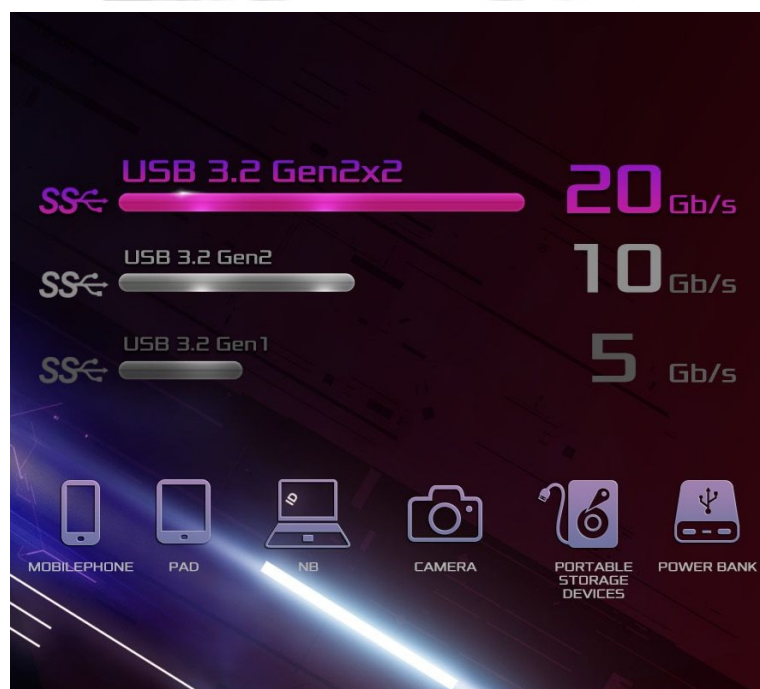 USB 3.2 Gen2x2
SS
20 Gb/s
USB 3.2 Gen2
SS
10 Gb/s
USB 3.2 Gen1
SS
5 Gb/s
ID
MOBILEPHONE
PAD
NB
CAMERA
PORTABLE
STORAGE
DEVICES
POWER BANK